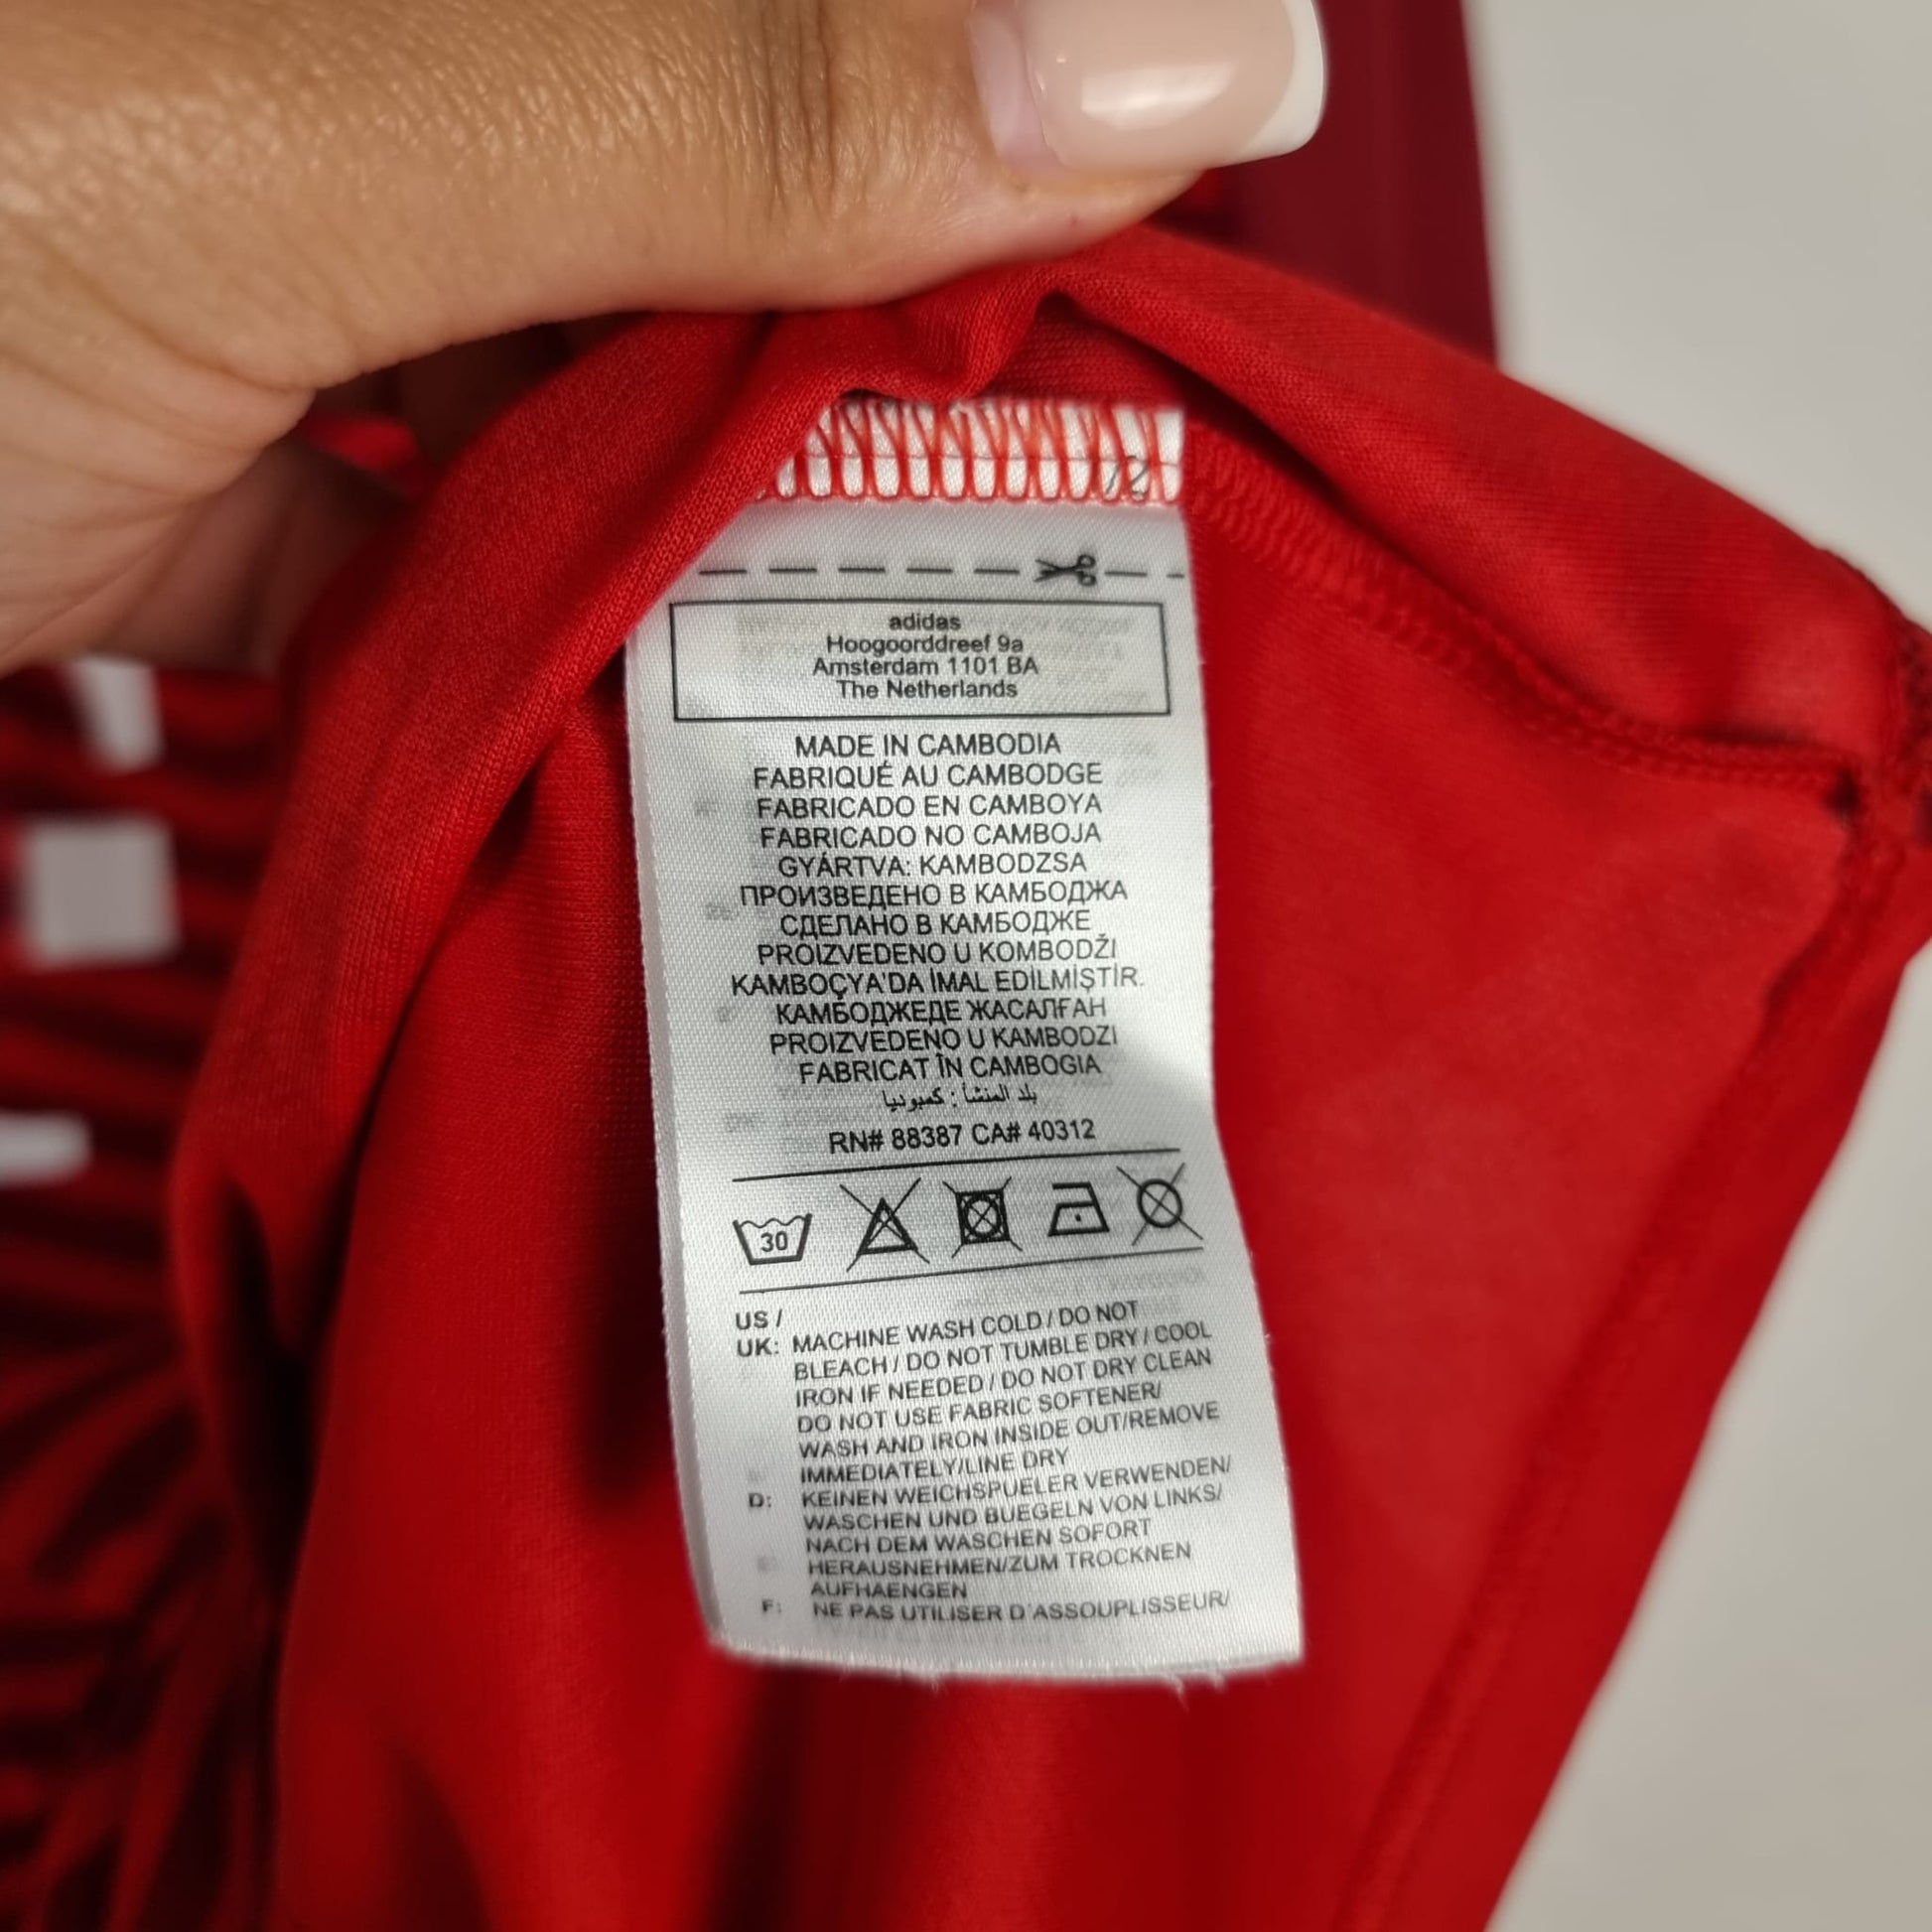 /2
adidas
Hoogoorddreef 9a
Amsterdam 1101 BA
The Netherlands
MADE IN CAMBODIA
FABRIQUÉ AU CAMBODGE
FABRICADO EN CAMBOYA
FABRICADO NO CAMBOJA
GYÁRTVA: KAMBODZSA
ПРОИЗВЕДЕНО В КАМБОДЖА
СДЕЛАНО В КАМБОДЖЕ
PROIZVEDENO U KOMBODŽI
KAMBOÇYA'DA İMAL EDİLMİŞTİR.
КАМБОДЖЕДЕ ЖАСАЛҒАН
PROIZVEDENO U KAMBODZI
FABRICAT ÎN CAMBOGIA
بلد المنشأ : كمبوديا
RN# 88387 CA# 40312
30
US /
UK: MACHINE WASH COLD / DO NOT
BLEACH / DO NOT TUMBLE DRY / COOL
IRON IF NEEDED / DO NOT DRY CLEAN
DO NOT USE FABRIC SOFTENER/
WASH AND IRON INSIDE OUT/REMOVE
IMMEDIATELY/LINE DRY
D: KEINEN WEICHSPUELER VERWENDEN/
WASCHEN UND BUEGELN VON LINKS/
NACH DEM WASCHEN SOFORT
HERAUSNEHMEN/ZUM TROCKNEN
AUFHAENGEN
F: NE PAS UTILISER D'ASSOUPLISSEUR/